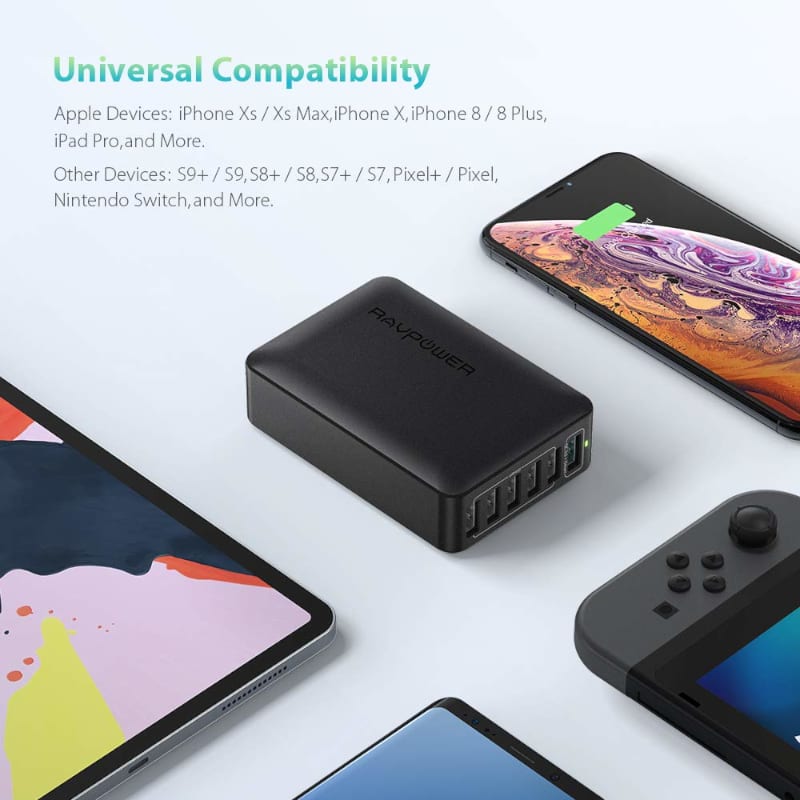 Universal Compatibility
Apple Devices: iPhone Xs / Xs Max,iPhone X,iPhone 8 / 8 Plus,
iPad Pro,and More.
Other Devices: S9+ / S9,S8+ / S8,S7+ / S7,Pixel+ / Pixel,
Nintendo Switch,and More.
RAVPOWER